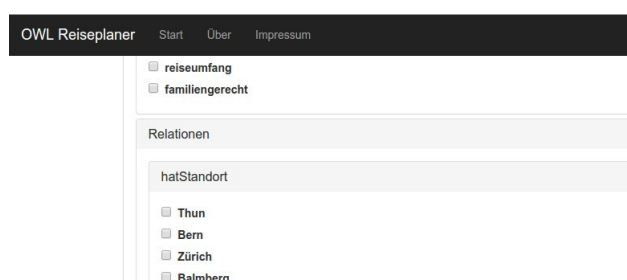 OWL Reiseplaner Start Über Impressum
reiseumfang
familiengerecht
Relationen
hatStandort
Thun
Bern
Zürich
Balmberg